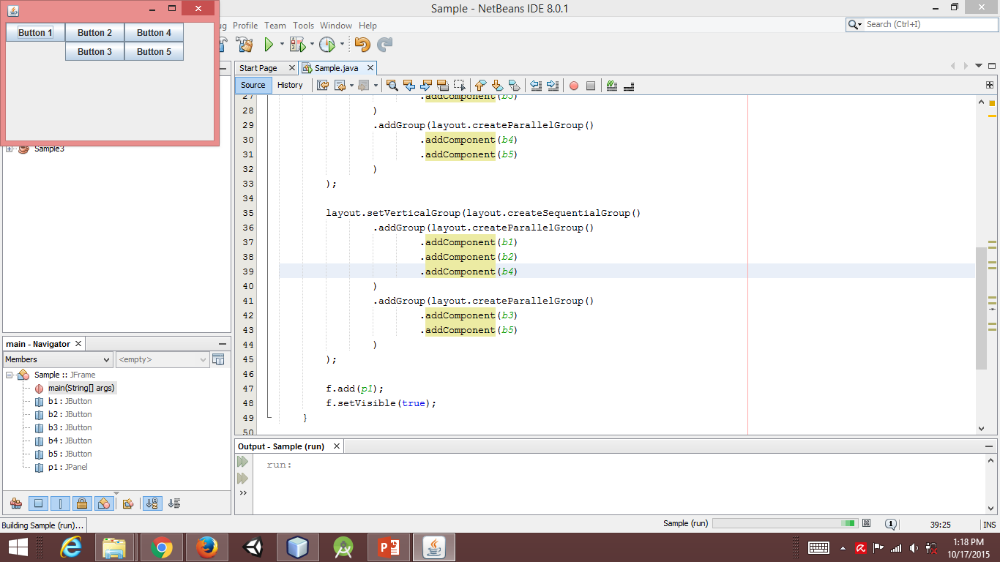 Sample - NetBeans IDE 8.0.1
Profile Team Tools Window Help
Search (Ctrl+I)
Button 1 Button 2 Button 4
Button 3 Button 5
Sample3
Start Page Sample.java
Source History
27 .addComponent(b3)
28 )
29 .addGroup(layout.createParallelGroup()
30 .addComponent(b4)
31 .addComponent(b5)
32 )
33 );
34
35 layout.setVerticalGroup(layout.createSequentialGroup()
36 .addGroup(layout.createParallelGroup()
37 .addComponent(b1)
38 .addComponent(b2)
39 .addComponent(b4)
40 )
41 .addGroup(layout.createParallelGroup()
42 .addComponent(b3)
43 .addComponent(b5)
44 )
45 );
46
47 f.add(p1);
48 f.setVisible(true);
49 }
50
main - Navigator
Members <empty>
Sample :: JFrame
main(String[] args)
b1 : JButton
b2 : JButton
b3 : JButton
b4 : JButton
b5 : JButton
p1 : JPanel
Output - Sample (run)
run:
Building Sample (run)...
Sample (run) 1 39:25 INS
1:18 PM
10/17/2015